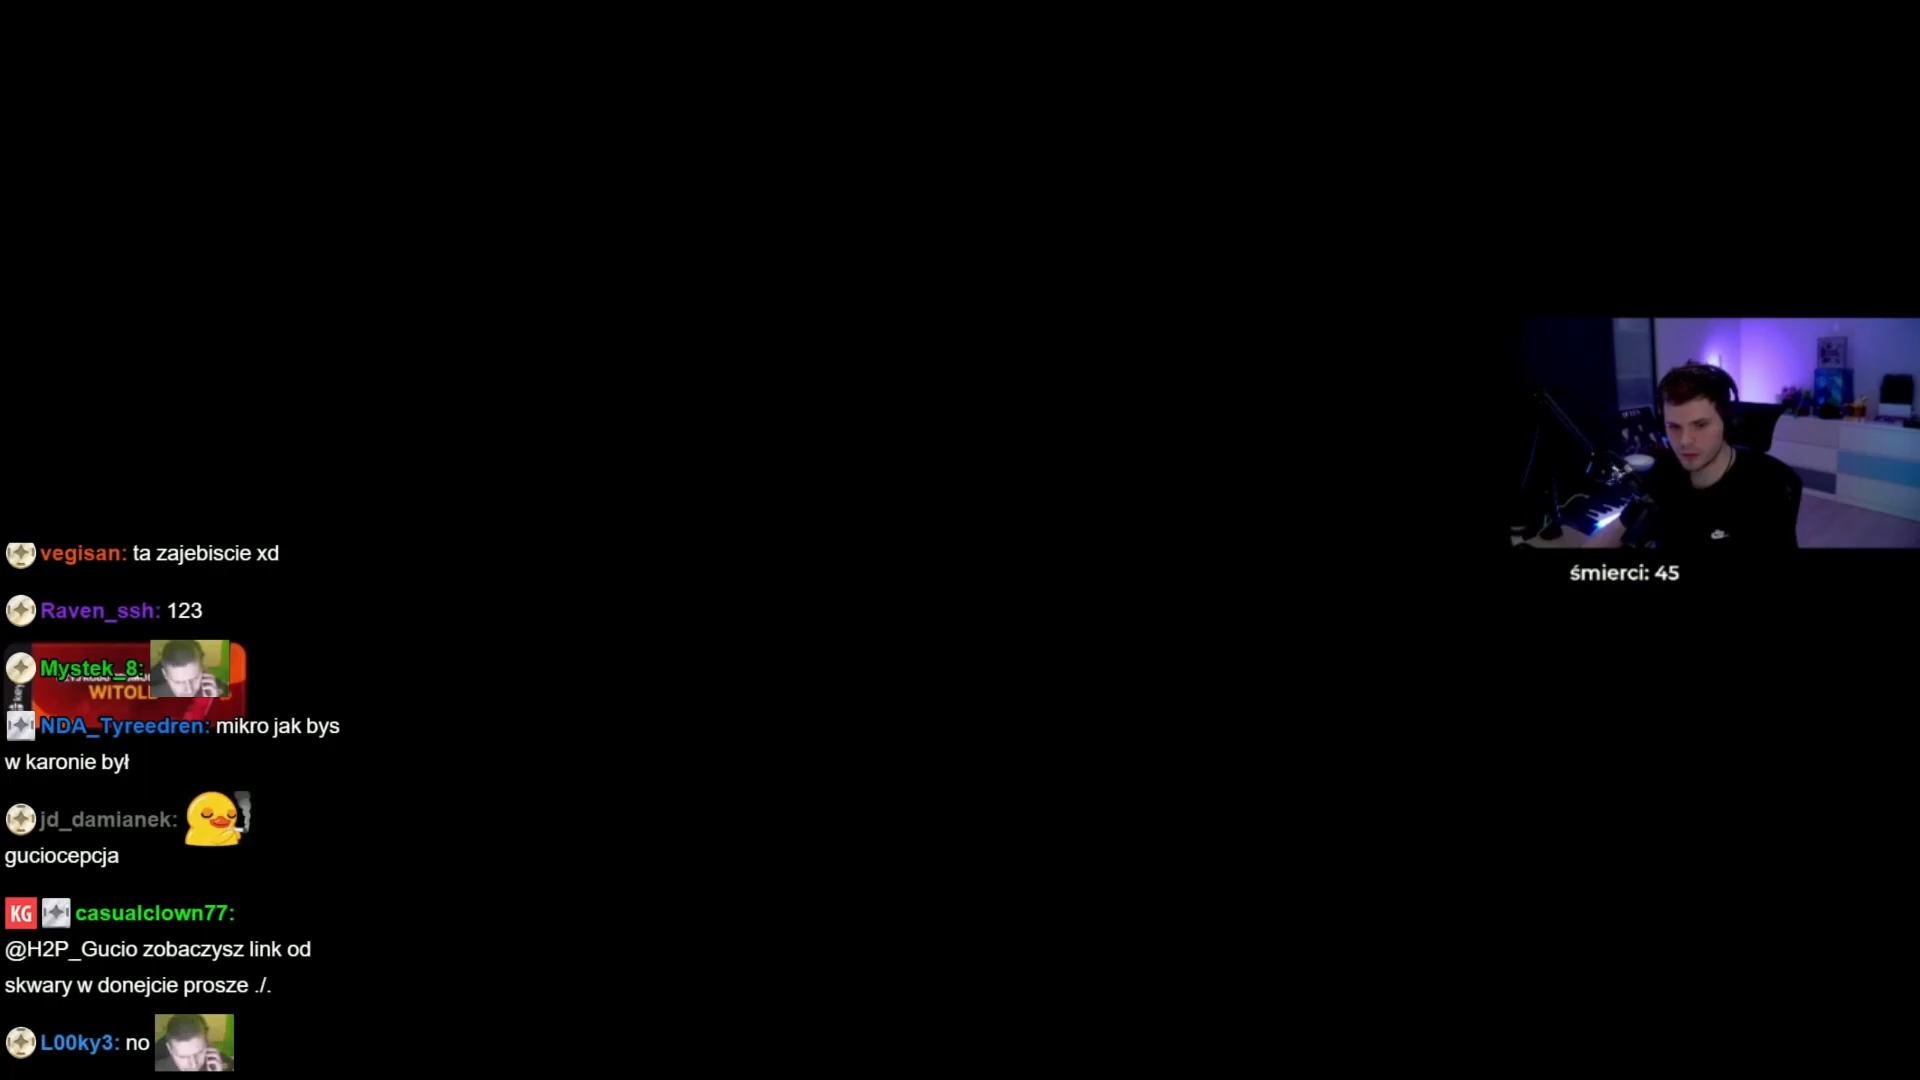 vegisan: ta zajebiscie xd
Raven_ssh: 123
Mystek_8:
WITOL
NDA_Tyreedren: mikro jak bys
w karonie był
jd_damianek:
guciocepcja
KG casualclown77:
@H2P_Gucio zobaczysz link od
skwary w donejcie prosze ./.
L00ky3: no
śmierci: 45